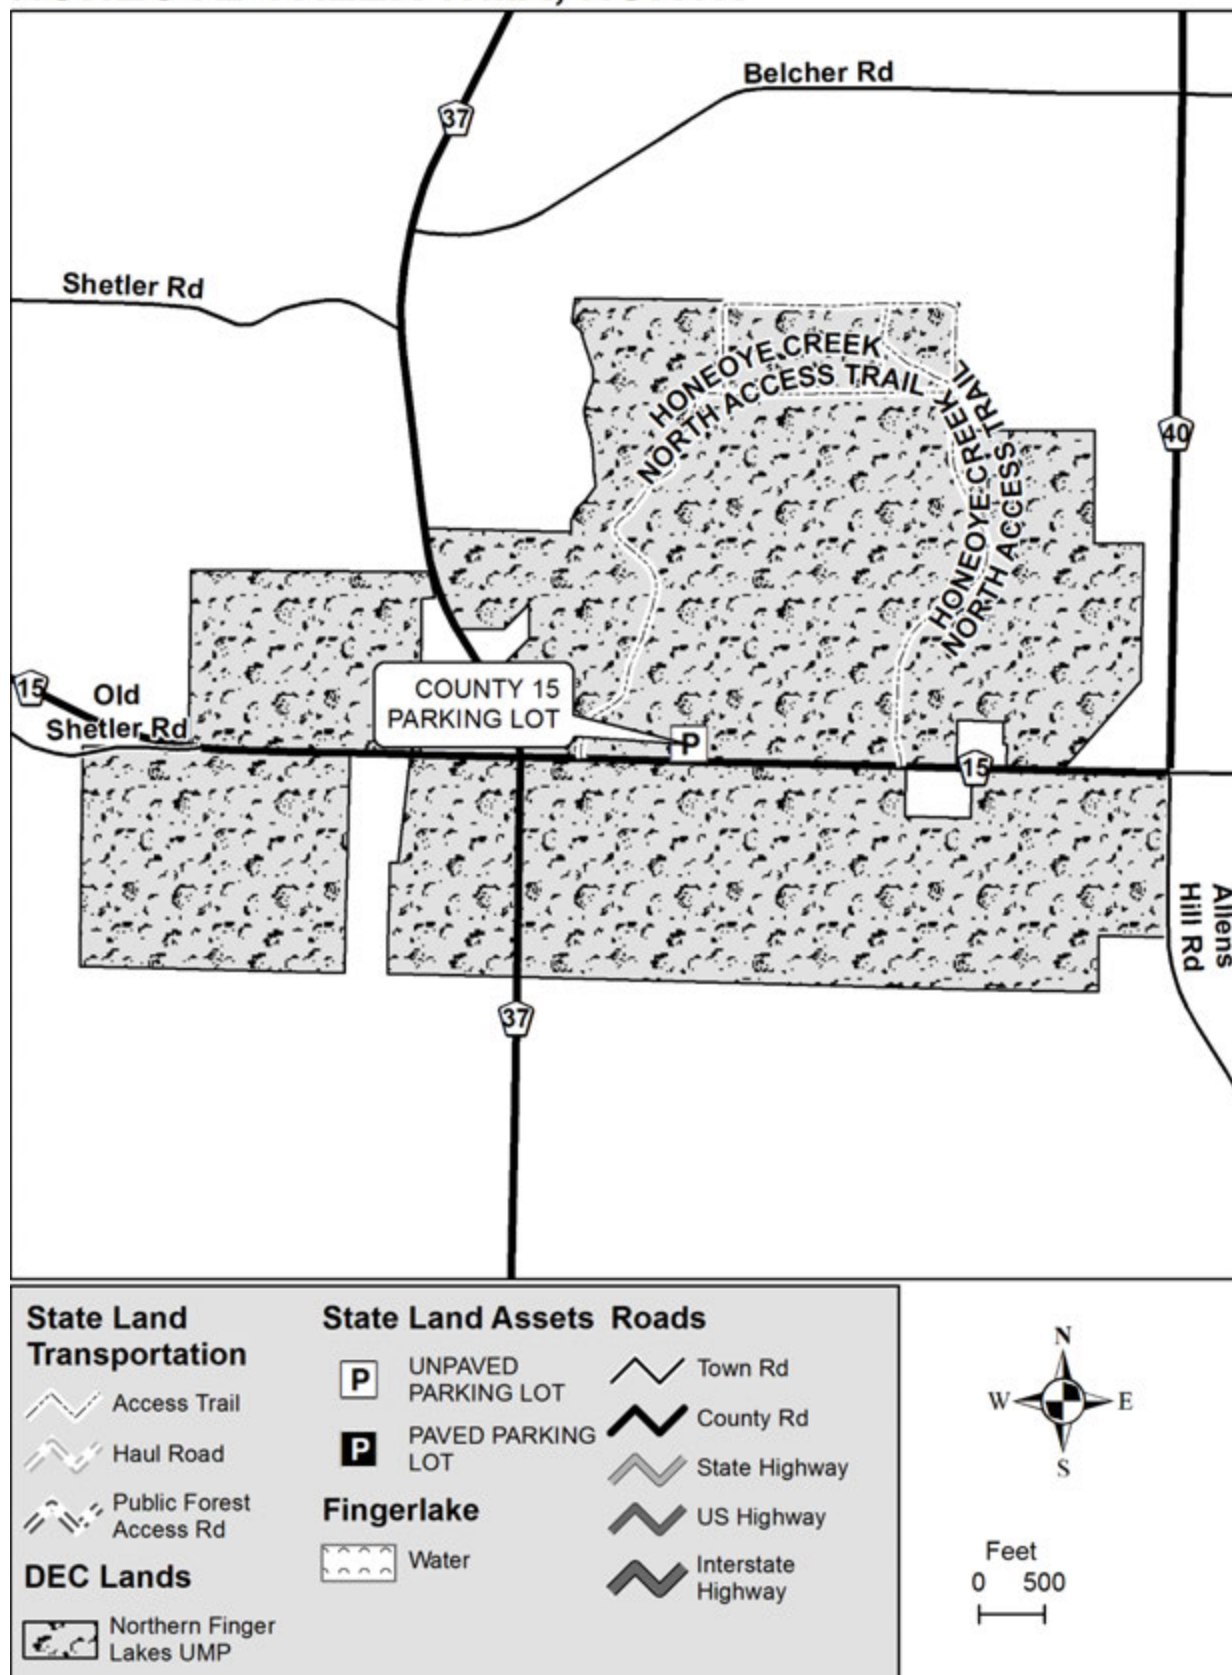 Belcher Rd
37
Shetler Rd
HONEOYE CREEK
NORTH ACCESS TRAIL
HONEOYE CREEK
NORTH ACCESS TRAIL
40
15
Old
Shetler Rd
COUNTY 15
PARKING LOT
P
15
Allens
Hill Rd
37
State Land
Transportation
Access Trail
Haul Road
Public Forest
Access Rd
DEC Lands
Northern Finger
Lakes UMP
State Land Assets
P
UNPAVED
PARKING LOT
P
PAVED PARKING
LOT
Fingerlake
Water
Roads
Town Rd
County Rd
State Highway
US Highway
Interstate
Highway
N
W
E
S
Feet
0 500